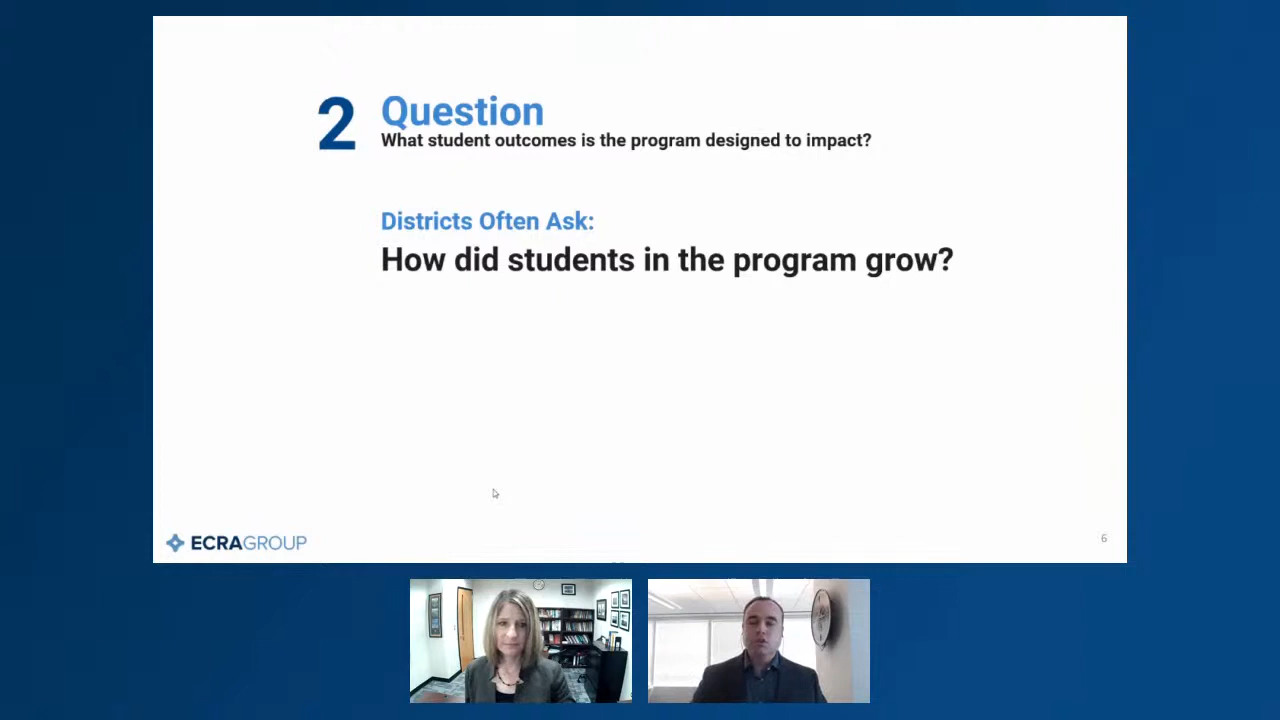 2 Question
What student outcomes is the program designed to impact?
Districts Often Ask:
How did students in the program grow?
ECRAGROUP
6